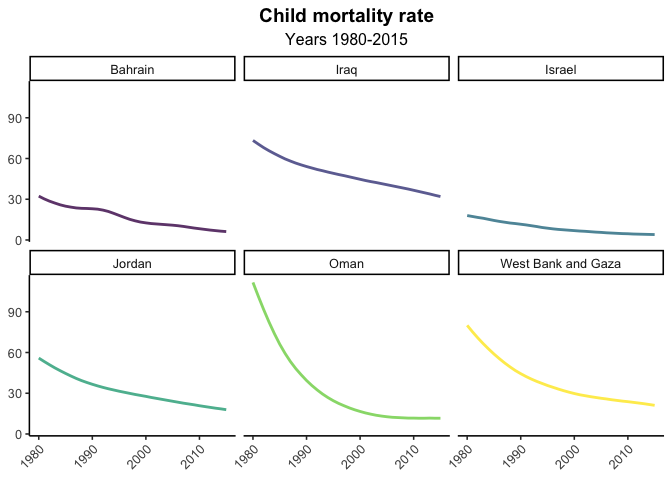 Child mortality rate
Years 1980-2015
Bahrain
Iraq
Israel
90
60
30
0
Jordan
Oman
West Bank and Gaza
90
60
30
0
1980
1990
2000
2010
1980
1990
2000
2010
1980
1990
2000
2010